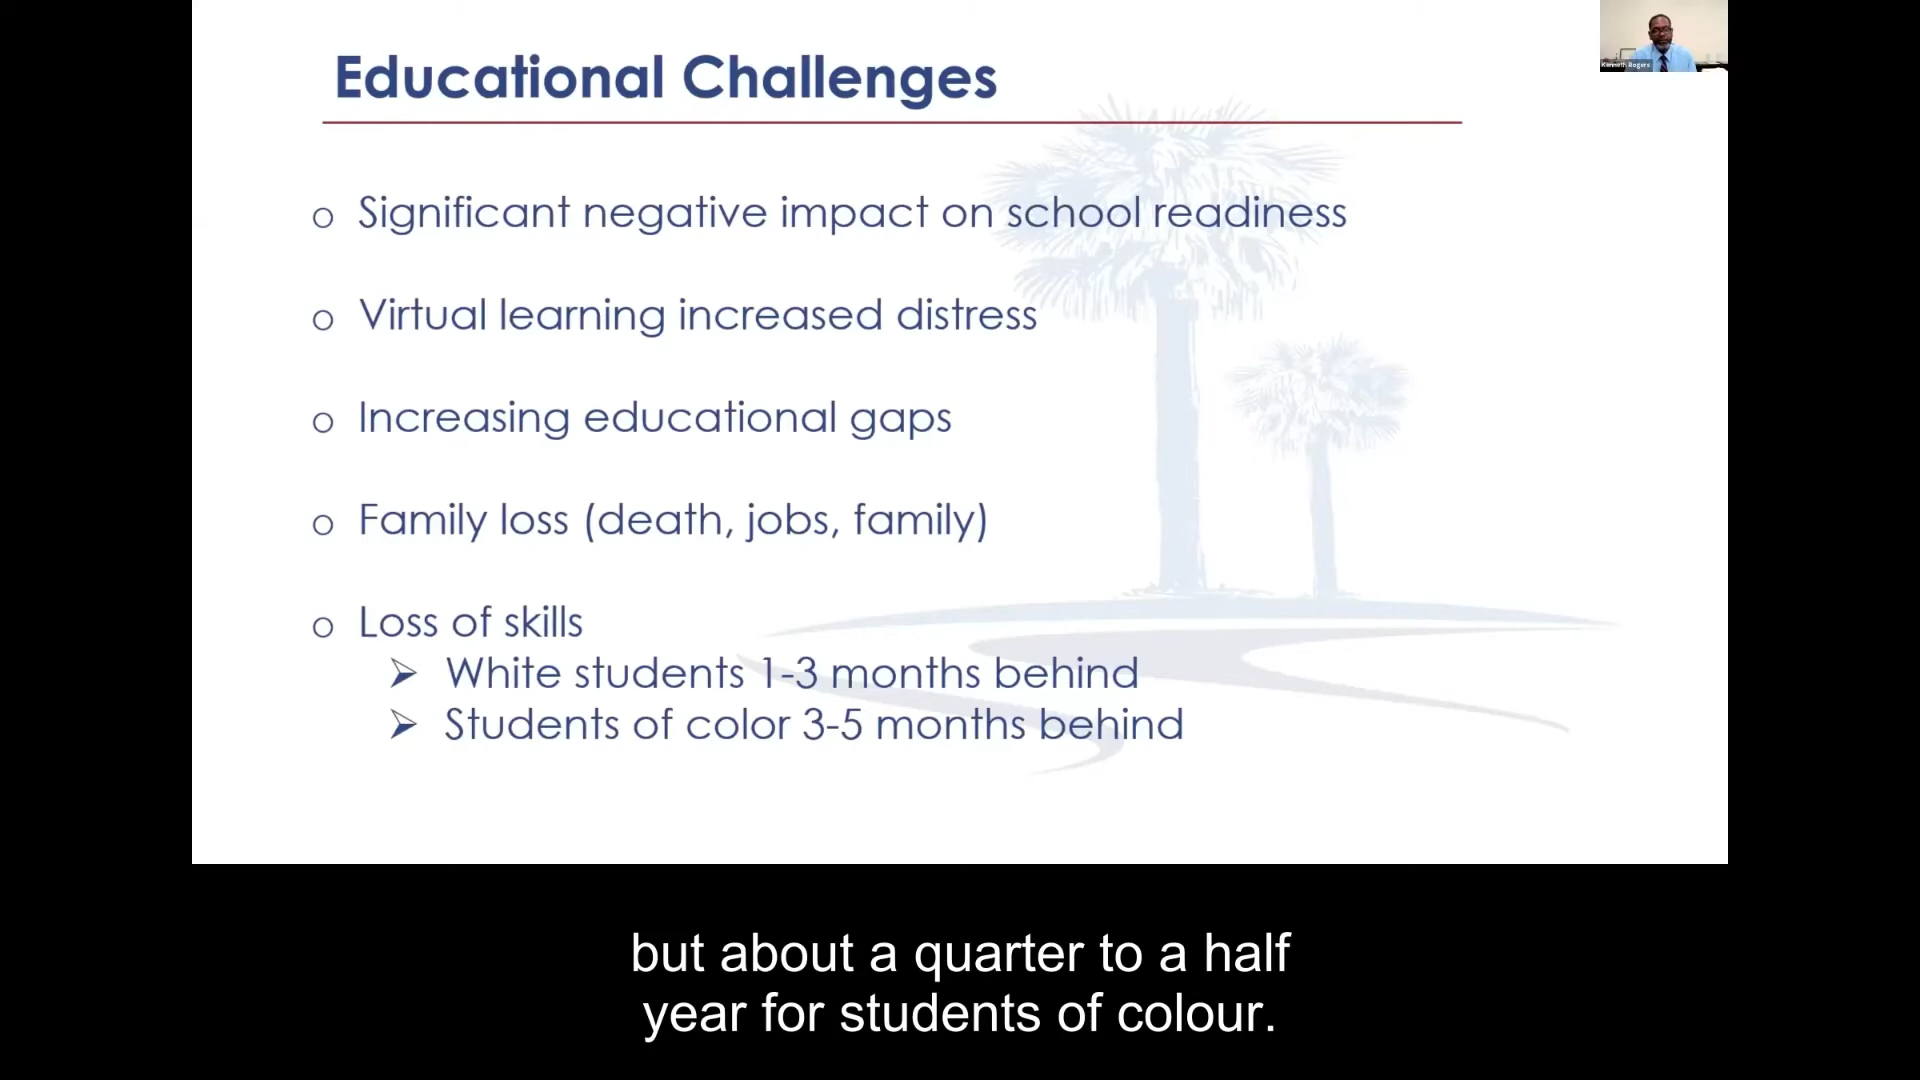 Educational Challenges
Kenneth Rogers
o Significant negative impact on school readiness
o Virtual learning increased distress
o Increasing educational gaps
o Family loss (death, jobs, family)
o Loss of skills
➢ White students 1-3 months behind
➢ Students of color 3-5 months behind
but about a quarter to a half
year for students of colour.